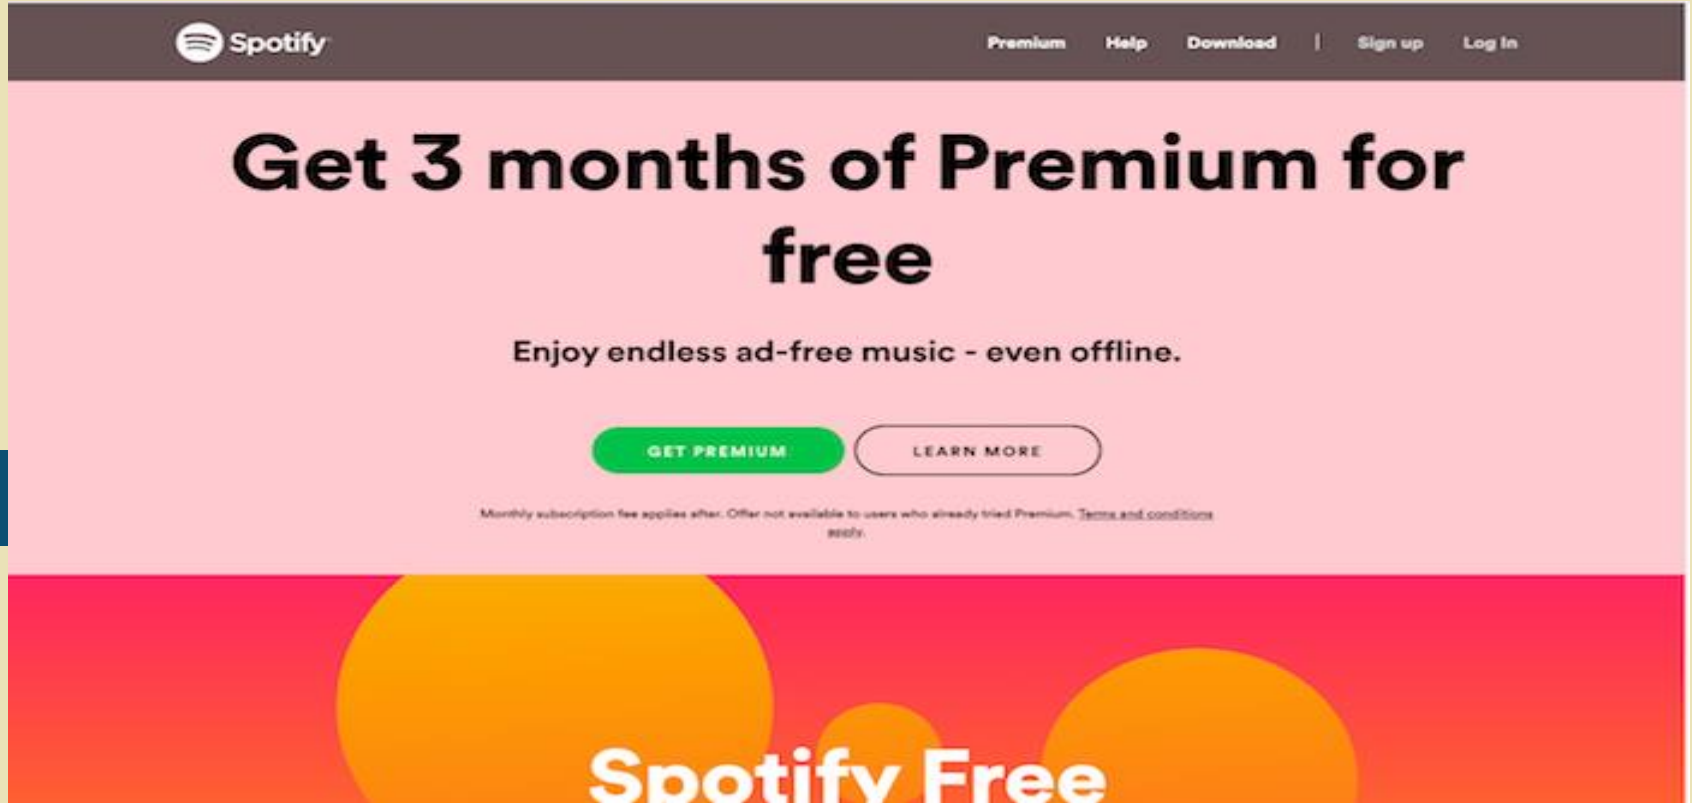 Spotify
Premium Help Download | Sign up Log In
Get 3 months of Premium for
free
Enjoy endless ad-free music - even offline.
GET PREMIUM LEARN MORE
Monthly subscription fee applies after. Offer not available to users who already tried Premium. Terms and conditions
apply.
Spotify Free